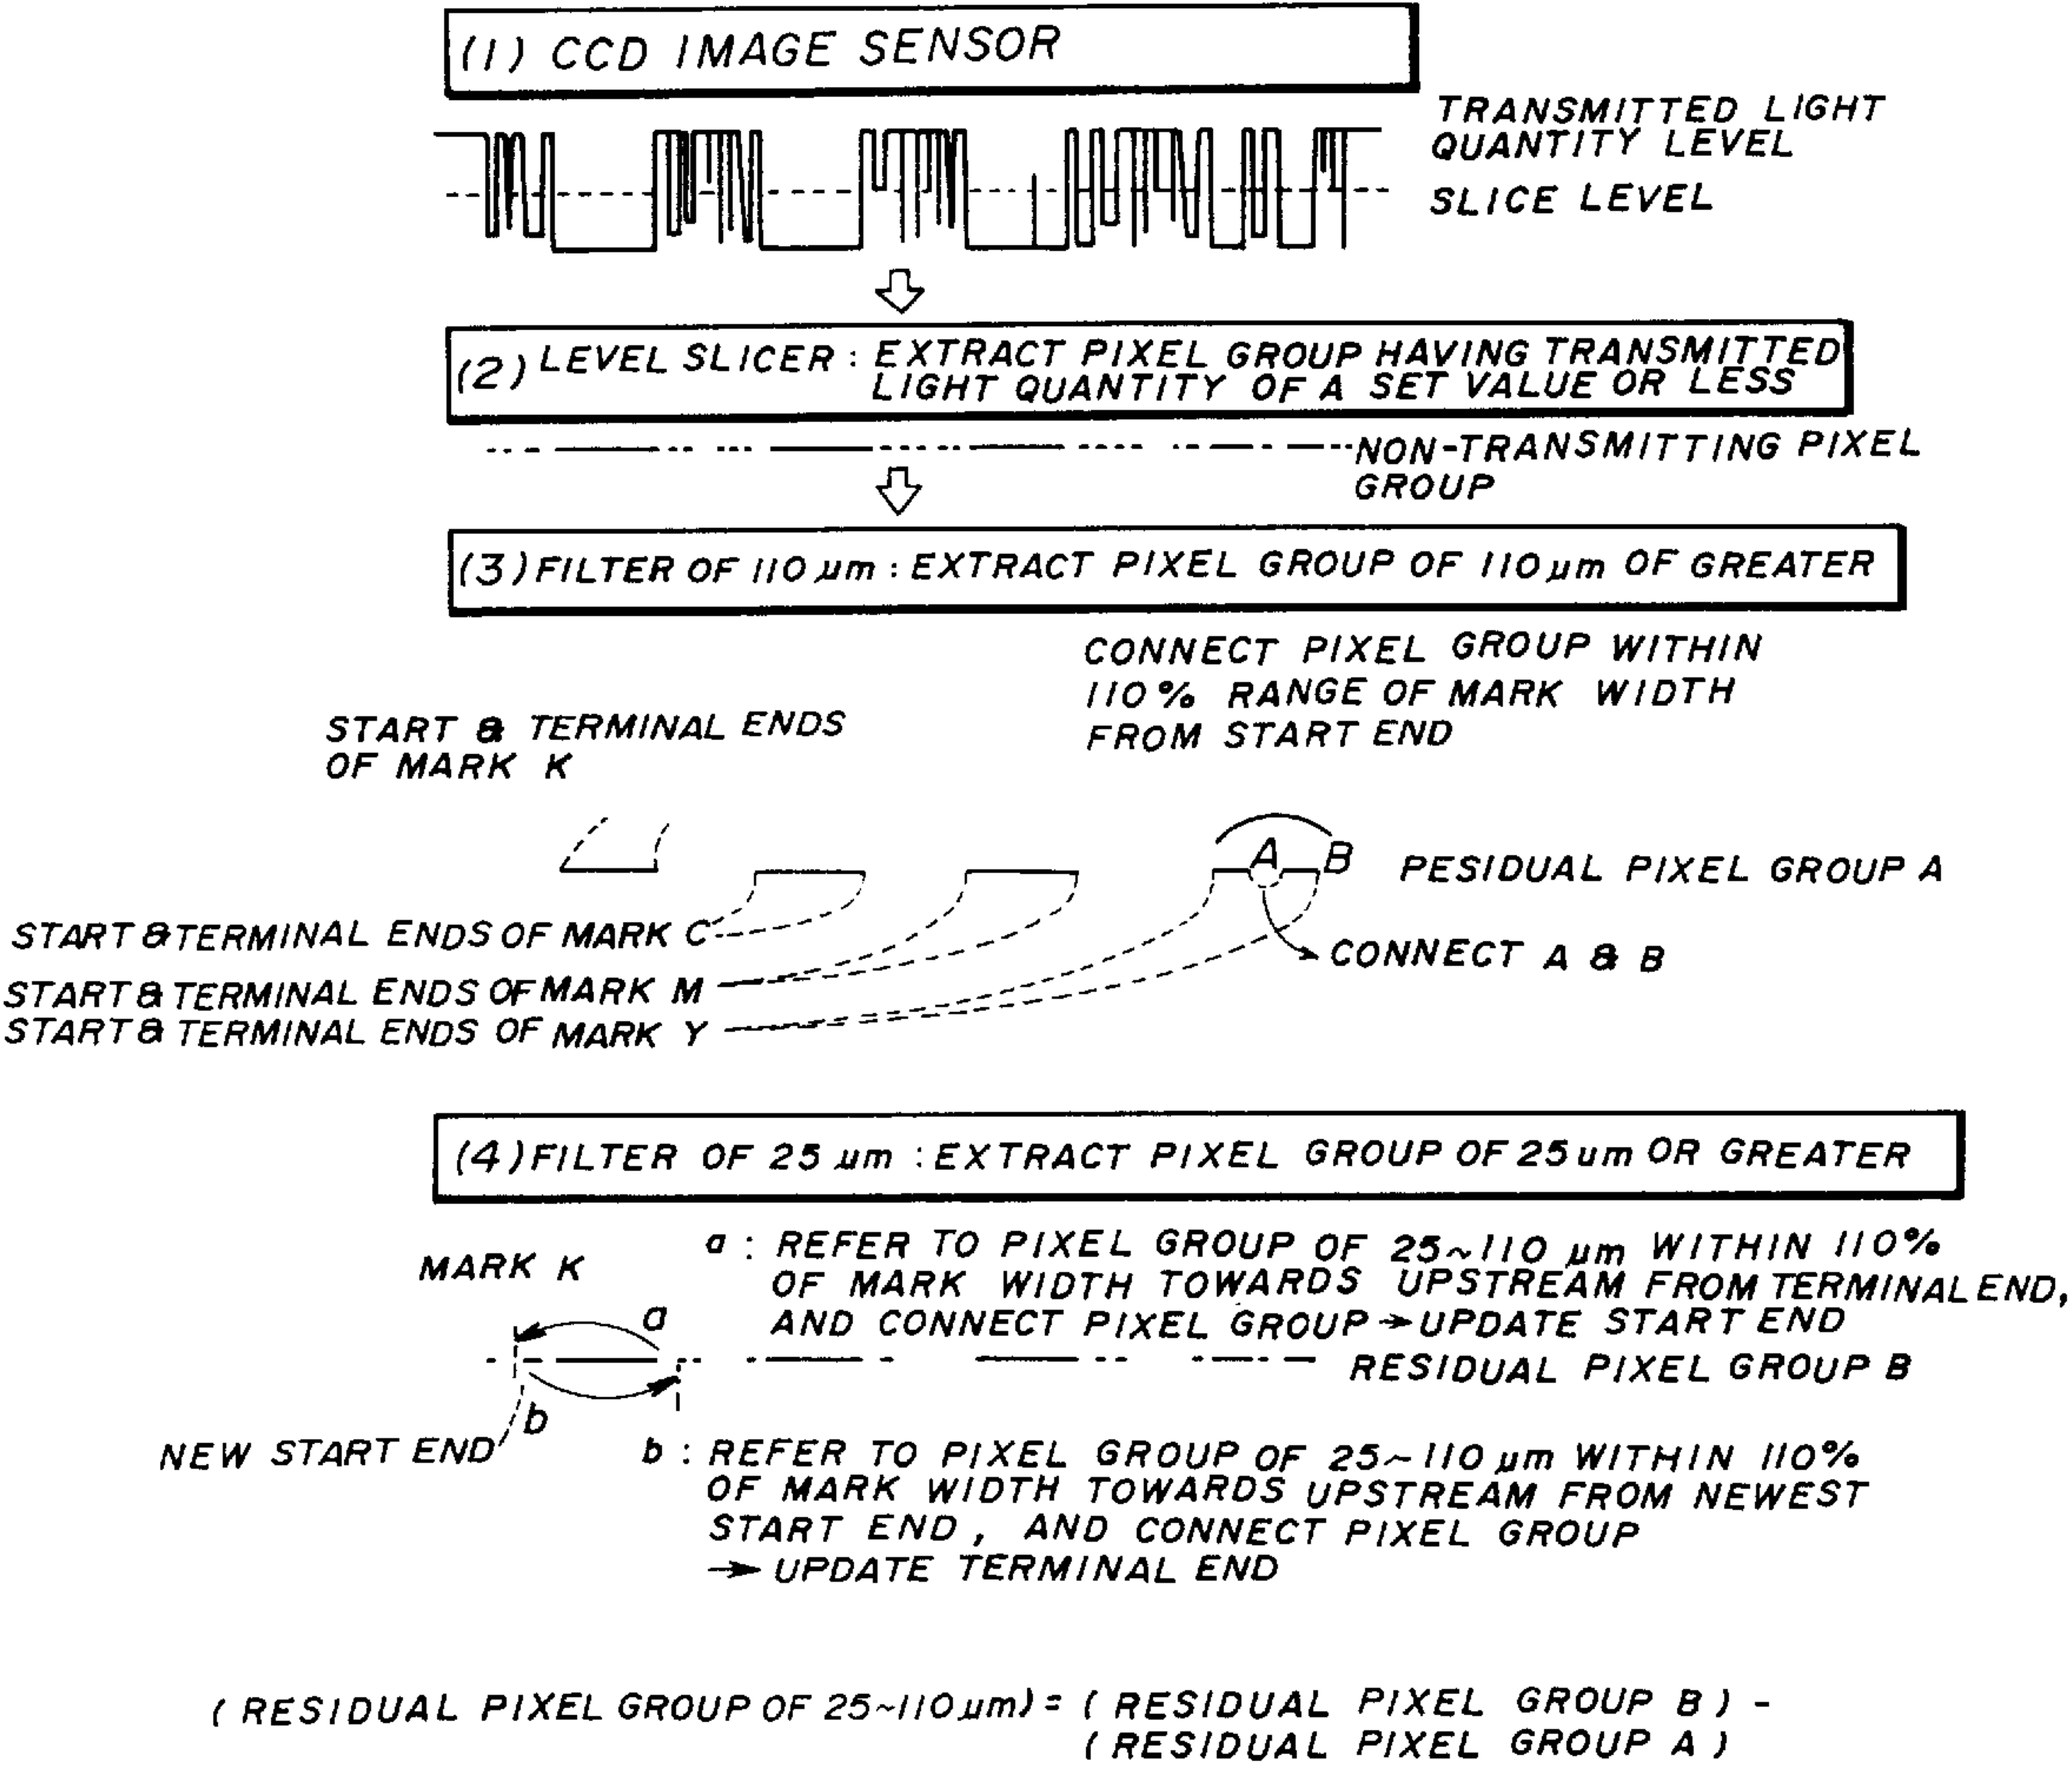 (1) CCD IMAGE SENSOR
TRANSMITTED LIGHT
QUANTITY LEVEL
SLICE LEVEL
(2) LEVEL SLICER : EXTRACT PIXEL GROUP HAVING TRANSMITTED
LIGHT QUANTITY OF A SET VALUE OR LESS
NON-TRANSMITTING PIXEL
GROUP
(3) FILTER OF 110 µm : EXTRACT PIXEL GROUP OF 110 µm OF GREATER
CONNECT PIXEL GROUP WITHIN
110% RANGE OF MARK WIDTH
FROM START END
START & TERMINAL ENDS
OF MARK K
A B PESIDUAL PIXEL GROUP A
START & TERMINAL ENDS OF MARK C
CONNECT A & B
START & TERMINAL ENDS OF MARK M
START & TERMINAL ENDS OF MARK Y
(4) FILTER OF 25 µm : EXTRACT PIXEL GROUP OF 25 um OR GREATER
MARK K
a : REFER TO PIXEL GROUP OF 25~110 µm WITHIN 110%
OF MARK WIDTH TOWARDS UPSTREAM FROM TERMINAL END,
AND CONNECT PIXEL GROUP → UPDATE START END
a
RESIDUAL PIXEL GROUP B
b
NEW START END
b : REFER TO PIXEL GROUP OF 25~110 µm WITHIN 110%
OF MARK WIDTH TOWARDS UPSTREAM FROM NEWEST
START END, AND CONNECT PIXEL GROUP
→ UPDATE TERMINAL END
(RESIDUAL PIXEL GROUP OF 25~110 µm) = (RESIDUAL PIXEL GROUP B) -
(RESIDUAL PIXEL GROUP A)